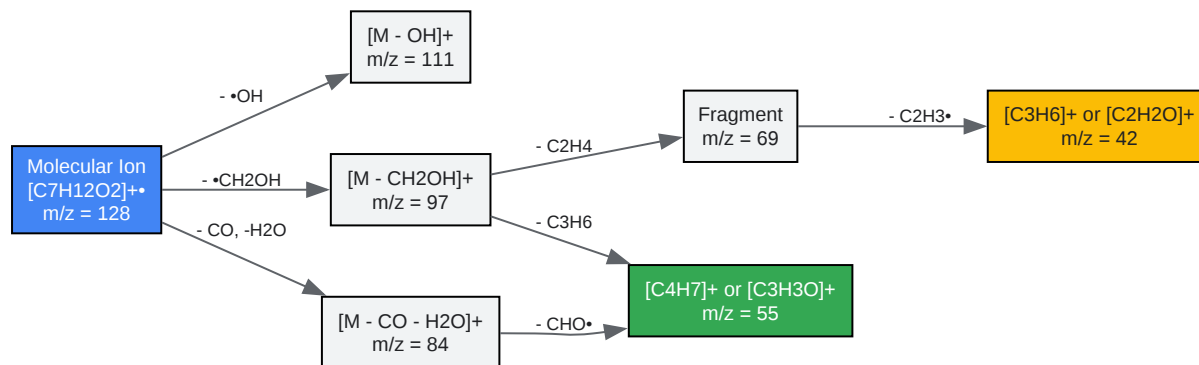 [M - OH]+
m/z = 111
- •OH
Fragment
m/z = 69
- C2H3•
[C3H6]+ or [C2H2O]+
m/z = 42
- C2H4
Molecular Ion
[C7H12O2]+•
m/z = 128
- •CH2OH
[M - CH2OH]+
m/z = 97
- CO, -H2O
- C3H6
[C4H7]+ or [C3H3O]+
m/z = 55
[M - CO - H2O]+
m/z = 84
- CHO•